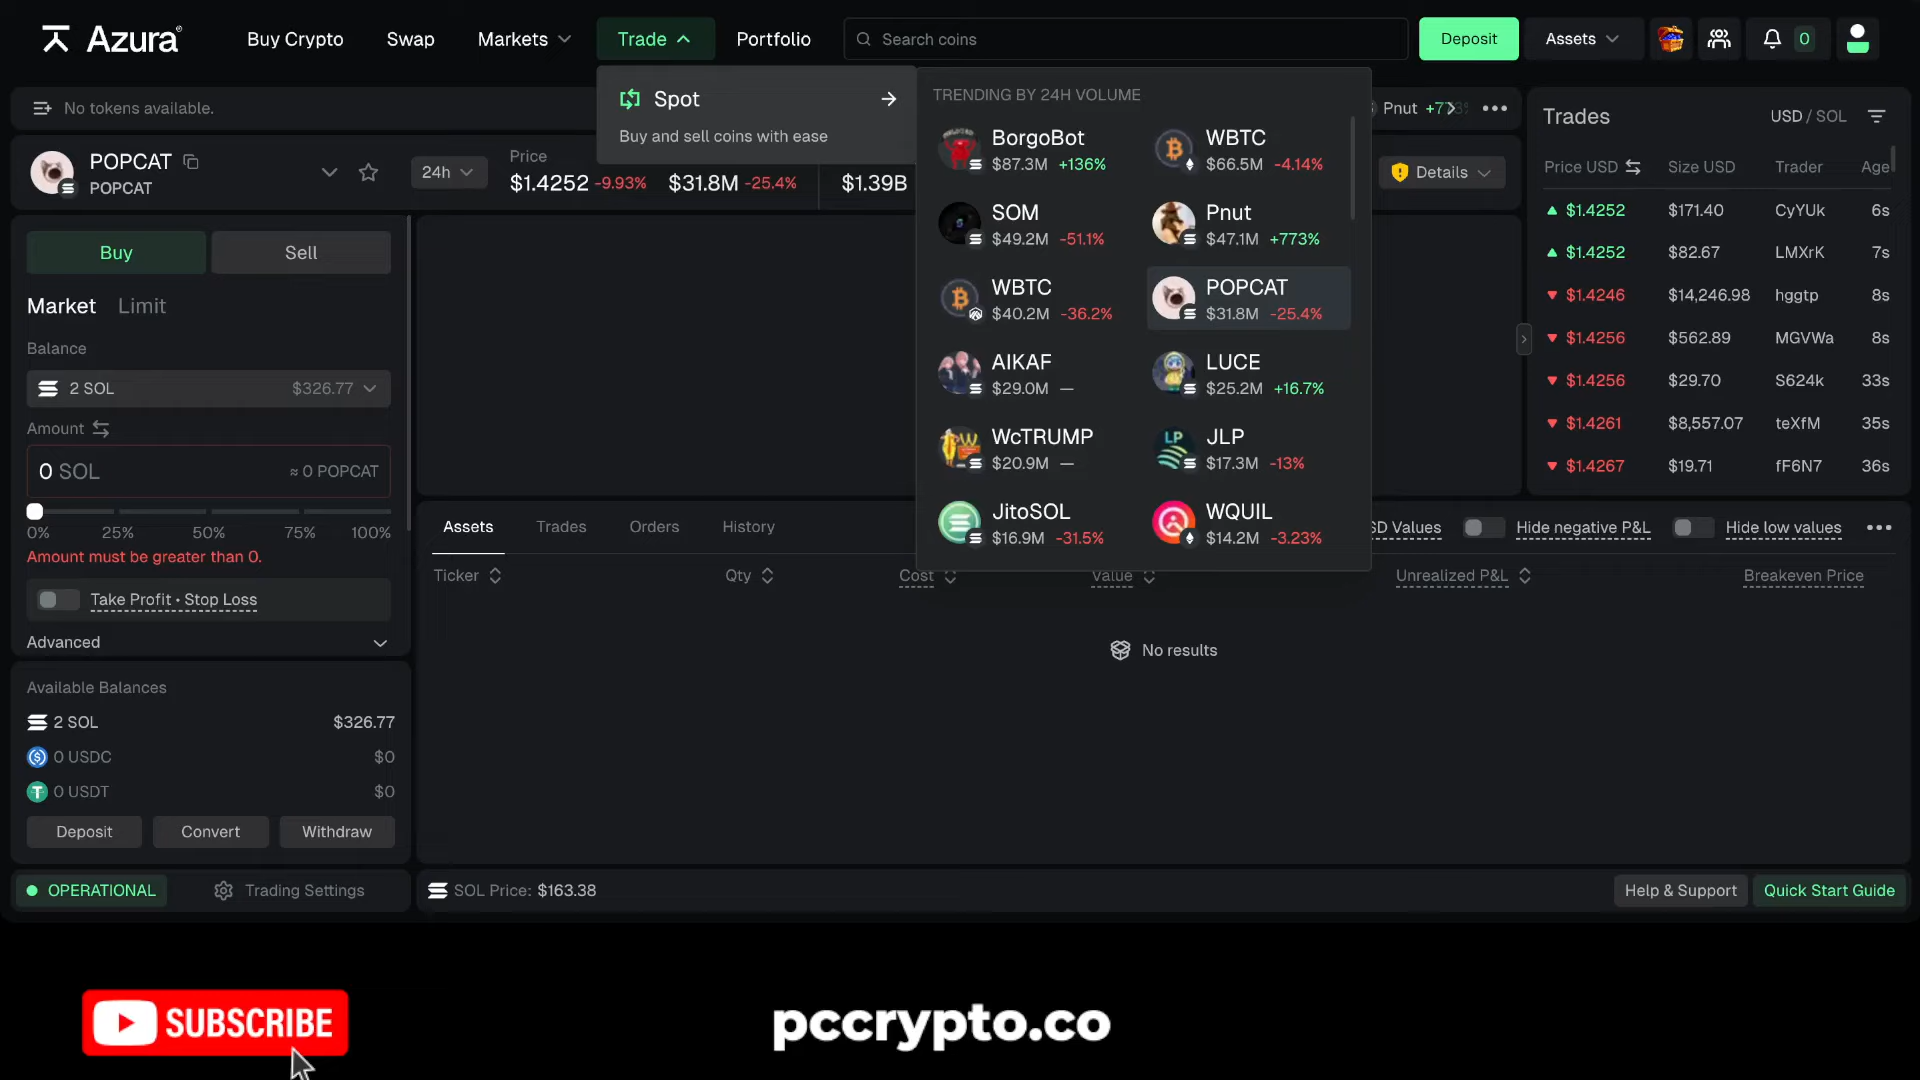 Azura
Buy Crypto
Swap
Markets
Trade
Portfolio
Search coins
Deposit
Assets
0
No tokens available.
Spot
Buy and sell coins with ease
TRENDING BY 24H VOLUME
BorgoBot
$87.3M +136%
WBTC
$66.5M -4.14%
SOM
$49.2M -51.1%
Pnut
$47.1M +773%
WBTC
$40.2M -36.2%
POPCAT
$31.8M -25.4%
AIKAF
$29.0M —
LUCE
$25.2M +16.7%
WcTRUMP
$20.9M —
JLP
$17.3M -13%
JitoSOL
$16.9M -31.5%
WQUIL
$14.2M -3.23%
Pnut
POPCAT
POPCAT
24h
Price
$1.4252 -9.93%
$31.8M -25.4%
$1.39B
Details
Trades
USD / SOL
Price USD Size USD Trader Age
$1.4252 $171.40 CyYUk 6s
$1.4252 $82.67 LMXrK 7s
$1.4246 $14,246.98 hggtp 8s
$1.4256 $562.89 MGVWa 8s
$1.4256 $29.70 S624k 33s
$1.4261 $8,557.07 teXfM 35s
$1.4267 $19.71 fF6N7 36s
Buy
Sell
Market Limit
Balance
2 SOL $326.77
Amount
0 SOL ≈ 0 POPCAT
0% 25% 50% 75% 100%
Amount must be greater than 0.
Take Profit • Stop Loss
Advanced
Available Balances
2 SOL $326.77
0 USDC $0
0 USDT $0
Deposit
Convert
Withdraw
Assets Trades Orders History
SD Values
Hide negative P&L
Hide low values
Ticker Qty Cost Value Unrealized P&L Breakeven Price
No results
OPERATIONAL
Trading Settings
SOL Price: $163.38
Help & Support
Quick Start Guide
SUBSCRIBE
pccrypto.co